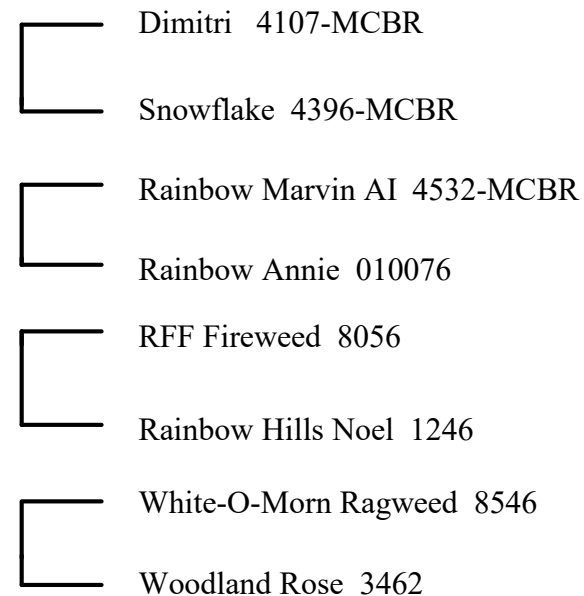 Dimitri 4107-MCBR
Snowflake 4396-MCBR
Rainbow Marvin AI 4532-MCBR
Rainbow Annie 010076
RFF Fireweed 8056
Rainbow Hills Noel 1246
White-O-Morn Ragweed 8546
Woodland Rose 3462